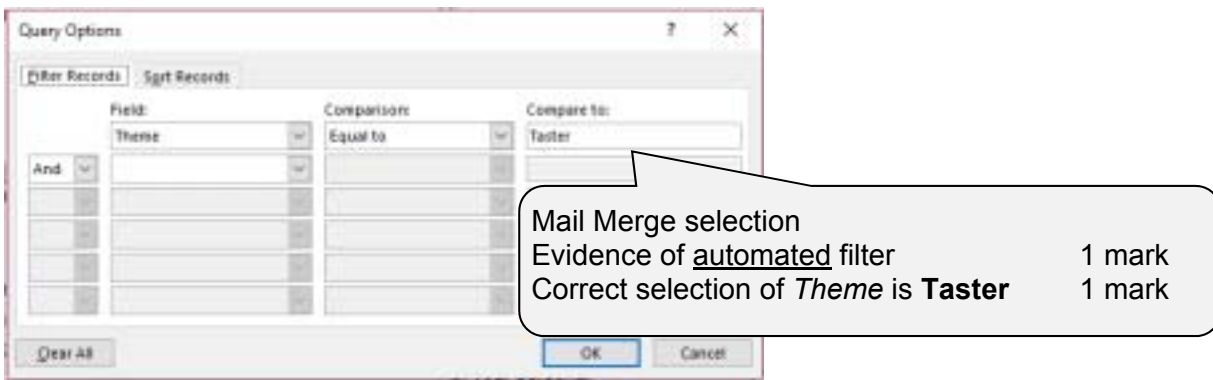 Query Options ? ✕
Filter Records Sort Records
Field: Comparison: Compare to:
Theme Equal to Taster
And
Mail Merge selection
Evidence of automated filter 1 mark
Correct selection of Theme is Taster 1 mark
Clear All OK Cancel